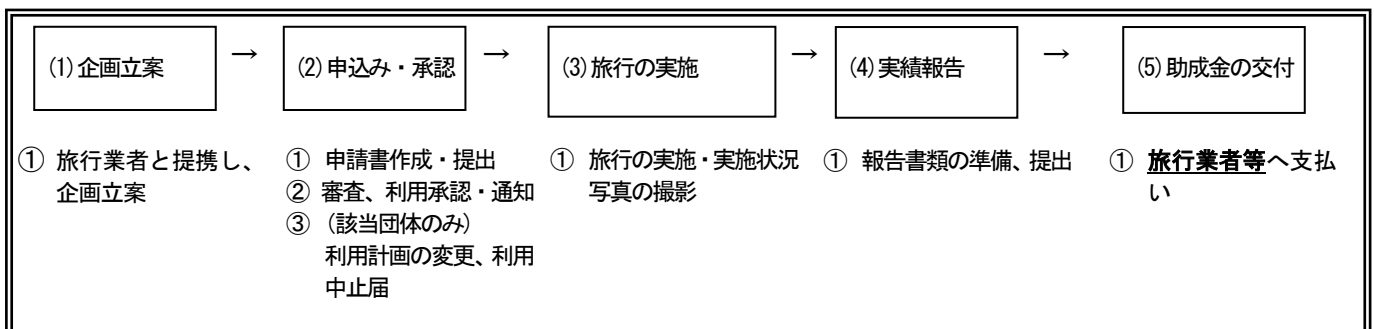 (1)企画立案 → (2)申込み・承認 → (3)旅行の実施 → (4)実績報告 → (5)助成金の交付
① 旅行業者と提携し、
企画立案
① 申請書作成・提出
② 審査、利用承認・通知
③ （該当団体のみ）
利用計画の変更、利用
中止届
① 旅行の実施・実施状況
写真の撮影
① 報告書類の準備、提出
① 旅行業者等へ支払
い